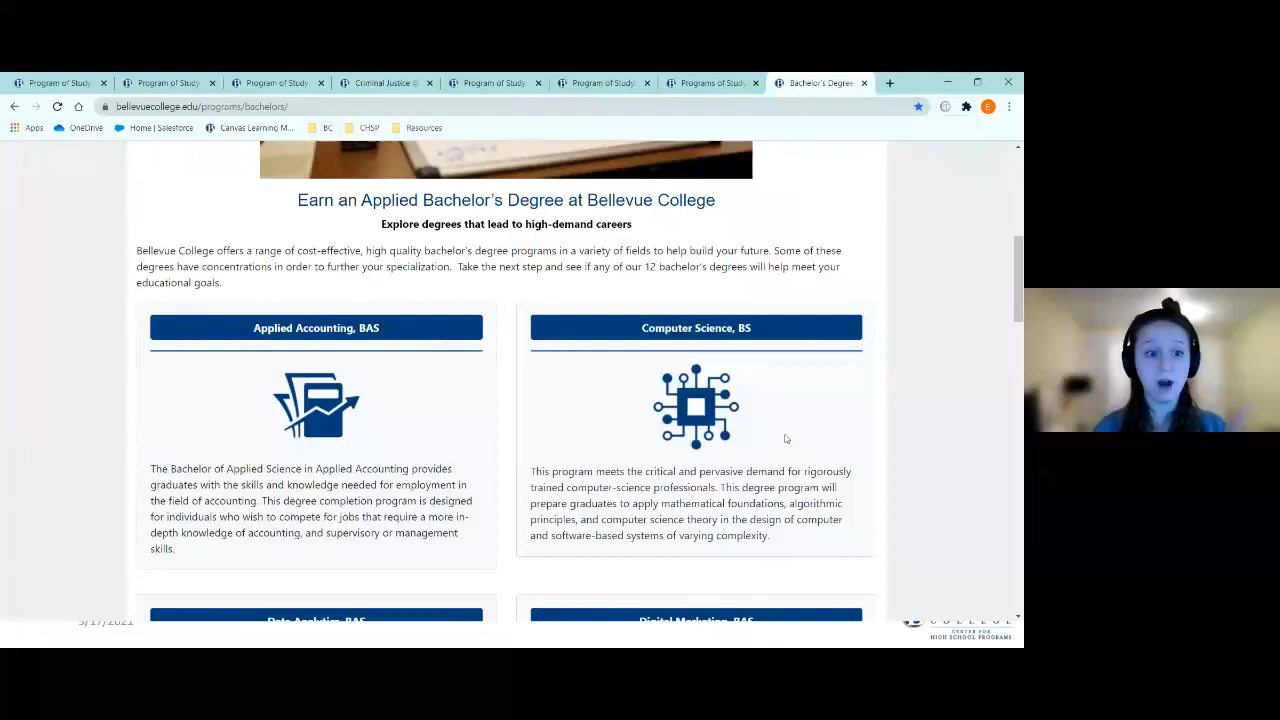 Program of Study
Program of Study
Program of Study
Criminal Justice @
Program of Study
Program of Study
Programs of Study
Bachelor's Degree
bellevuecollege.edu/programs/bachelors/
E
Apps
OneDrive
Home | Salesforce
Canvas Learning M...
BC
CHSP
Resources
Earn an Applied Bachelor's Degree at Bellevue College
Explore degrees that lead to high-demand careers
Bellevue College offers a range of cost-effective, high quality bachelor's degree programs in a variety of fields to help build your future. Some of these
degrees have concentrations in order to further your specialization. Take the next step and see if any of our 12 bachelor's degrees will help meet your
educational goals.
Applied Accounting, BAS
The Bachelor of Applied Science in Applied Accounting provides
graduates with the skills and knowledge needed for employment in
the field of accounting. This degree completion program is designed
for individuals who wish to compete for jobs that require a more in-
depth knowledge of accounting, and supervisory or management
skills.
Computer Science, BS
This program meets the critical and pervasive demand for rigorously
trained computer-science professionals. This degree program will
prepare graduates to apply mathematical foundations, algorithmic
principles, and computer science theory in the design of computer
and software-based systems of varying complexity.
Data Analytics, BAS
Digital Marketing, BAS
3/17/2021
COLLEGE
CENTER FOR
HIGH SCHOOL PROGRAMS